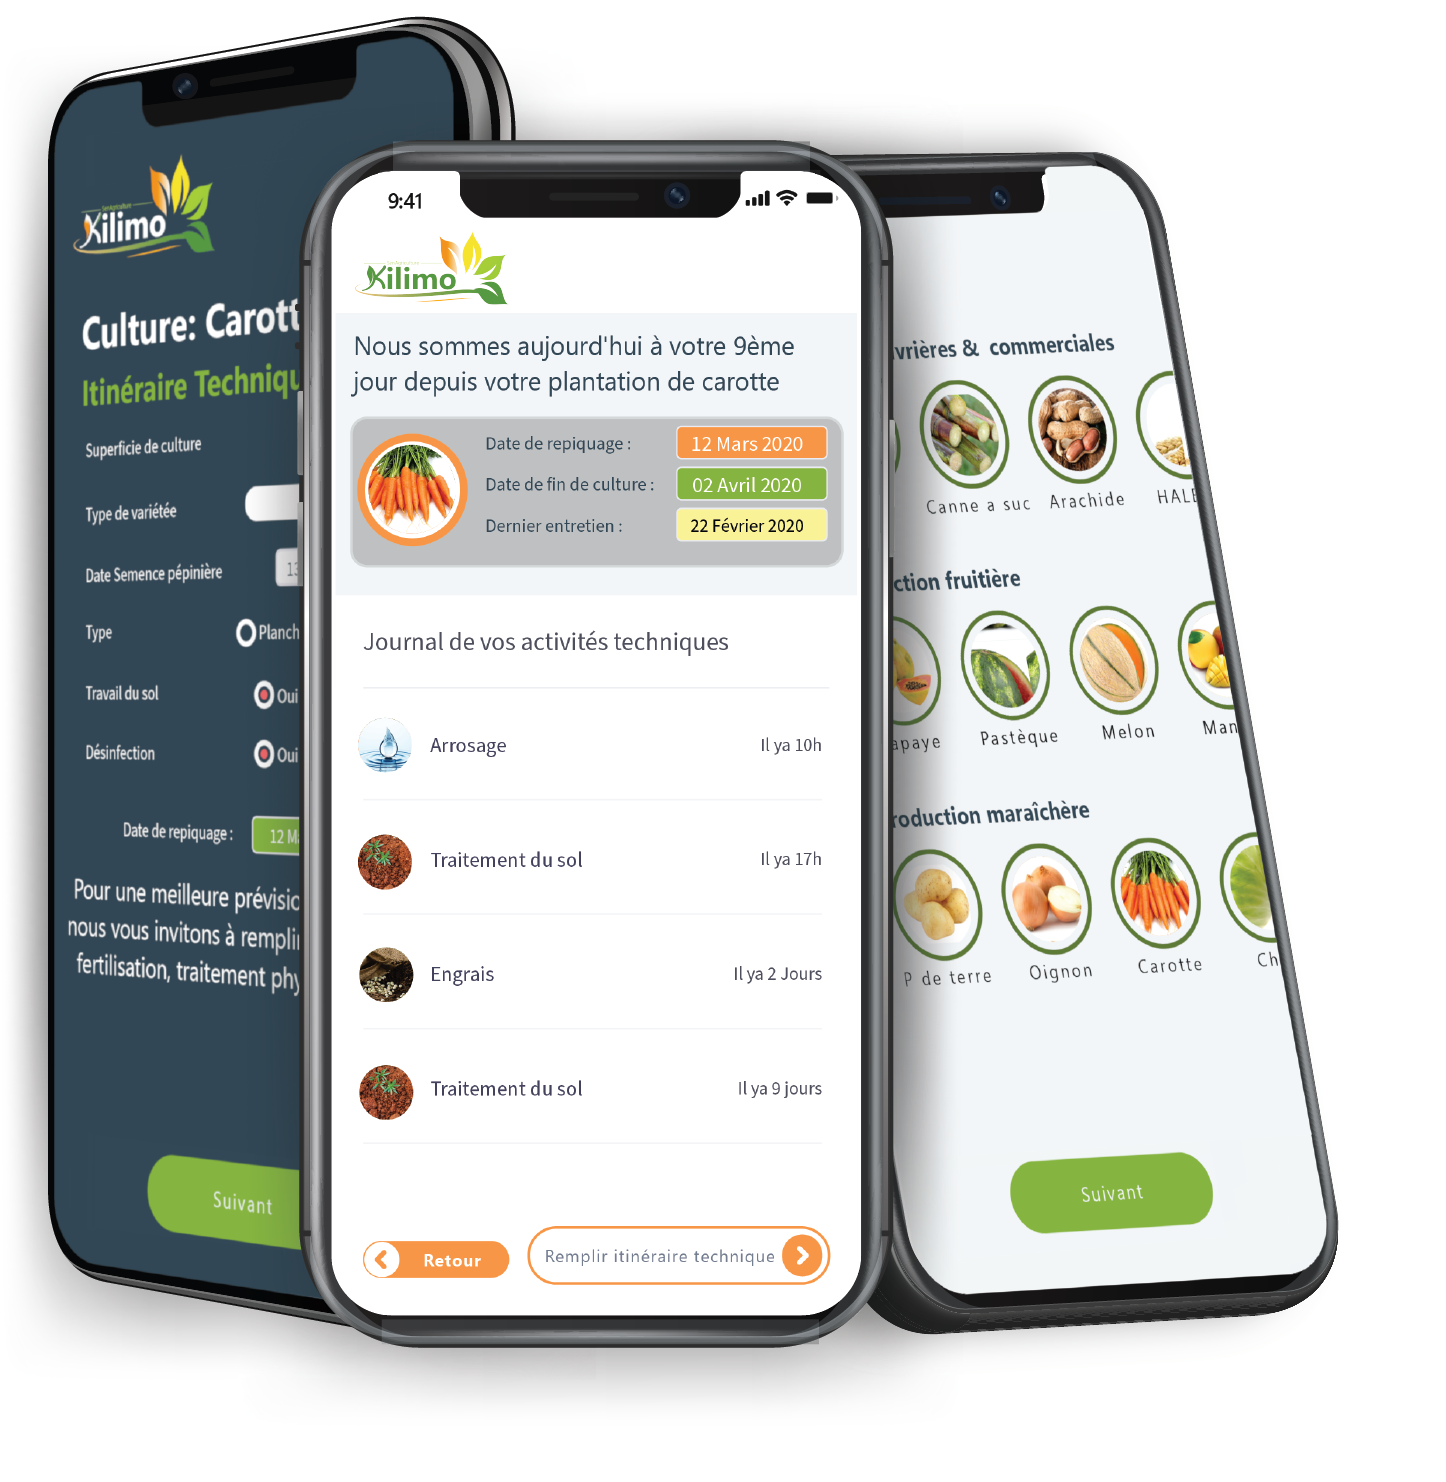 Kilimo
Culture: Carott
Itinéraire Techniqu
Superficie de culture
Type de variétée
Date Semence pépinière
13
Type
Planch
Travail du sol
Oui
Désinfection
Oui
Date de repiquage :
12 Ma
Pour une meilleure prévisio
nous vous invitons à remplir
fertilisation, traitement phy
Suivant
9:41
Kilimo
Nous sommes aujourd'hui à votre 9ème
jour depuis votre plantation de carotte
Date de repiquage :
12 Mars 2020
Date de fin de culture :
02 Avril 2020
Dernier entretien :
22 Février 2020
Journal de vos activités techniques
Arrosage
Il ya 10h
Traitement du sol
Il ya 17h
Engrais
Il ya 2 Jours
Traitement du sol
Il ya 9 jours
Retour
Remplir itinéraire technique
vrières & commerciales
Canne a suc
Arachide
HALE
ction fruitière
apaye
Pastèque
Melon
Man
roduction maraîchère
P de terre
Oignon
Carotte
Ch
Suivant